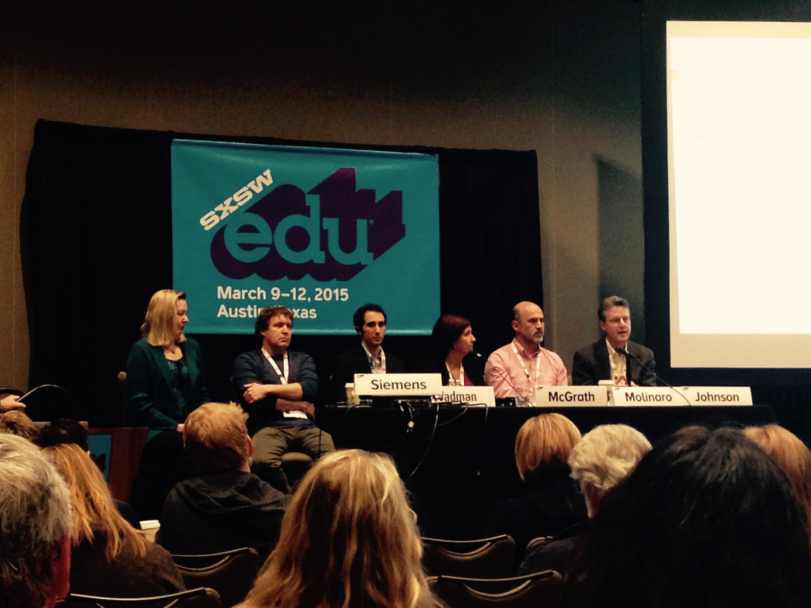 SXSW
edu
March 9–12, 2015
Siemens
McGrath
Molinaro
Johnson